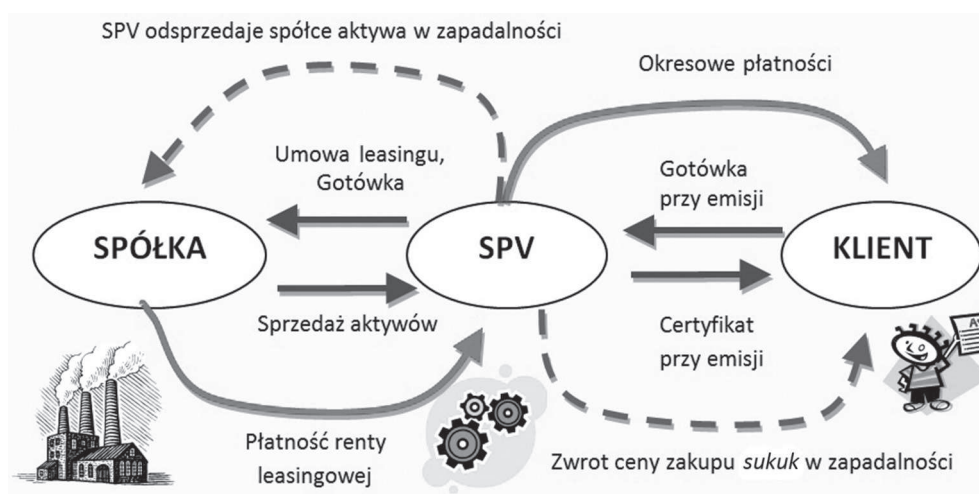 SPV odsprzedaje spółce aktywa w zapadalności
Okresowe płatności
Umowa leasingu,
Gotówka
Gotówka
przy emisji
SPÓŁKA
SPV
KLIENT
Sprzedaż aktywów
Certyfikat
przy emisji
Płatność renty
leasingowej
Zwrot ceny zakupu sukuk w zapadalności